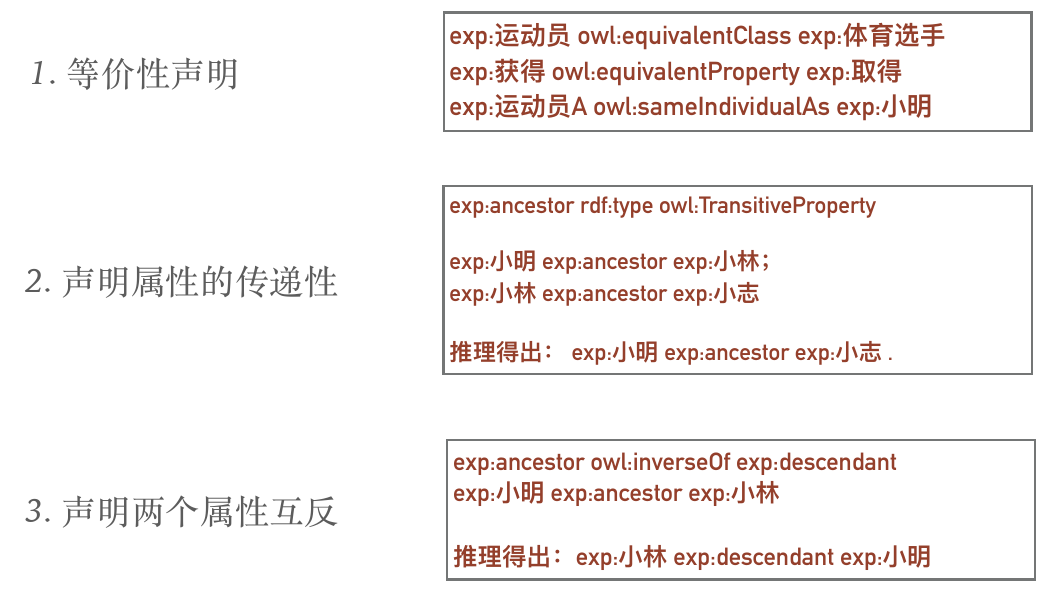 1. 等价性声明
exp:运动员 owl:equivalentClass exp:体育选手
exp:获得 owl:equivalentProperty exp:取得
exp:运动员A owl:sameIndividualAs exp:小明
2. 声明属性的传递性
exp:ancestor rdf:type owl:TransitiveProperty
exp:小明 exp:ancestor exp:小林；
exp:小林 exp:ancestor exp:小志
推理得出： exp:小明 exp:ancestor exp:小志 .
3. 声明两个属性互反
exp:ancestor owl:inverseOf exp:descendant
exp:小明 exp:ancestor exp:小林
推理得出：exp:小林 exp:descendant exp:小明